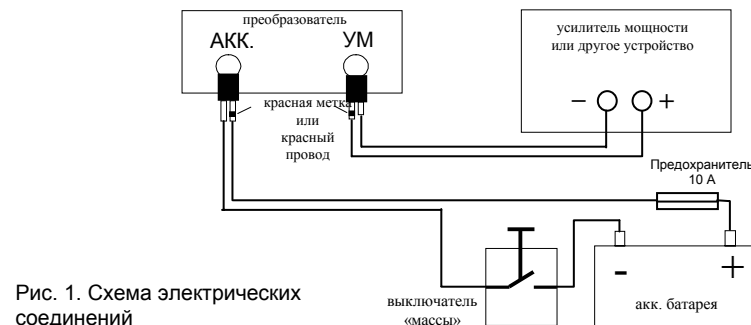 преобразователь
АКК. УМ
усилитель мощности
или другое устройство
− +
красная метка
или
красный
провод
Предохранитель
10 А
- +
акк. батарея
выключатель
«массы»
Рис. 1. Схема электрических
соединений